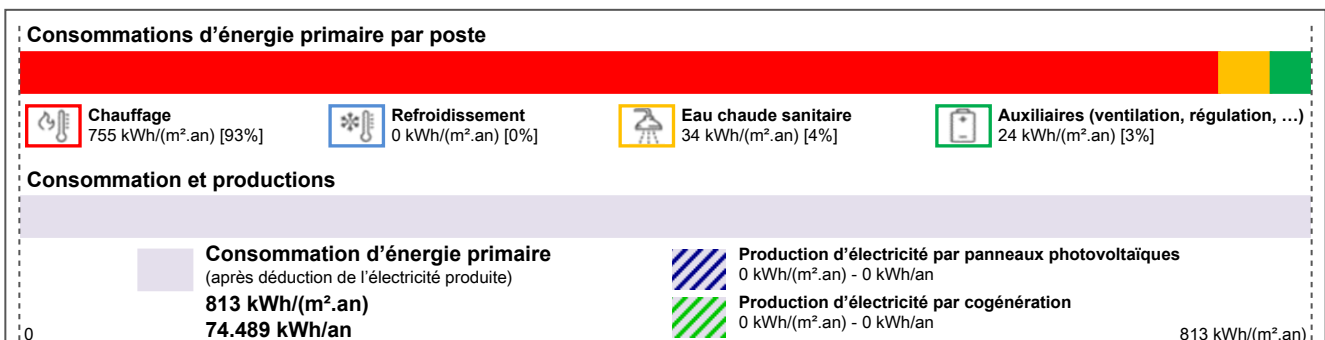 Consommations d'énergie primaire par poste
Chauffage
755 kWh/(m².an) [93%]
Refroidissement
0 kWh/(m².an) [0%]
Eau chaude sanitaire
34 kWh/(m².an) [4%]
Auxiliaires (ventilation, régulation, …)
24 kWh/(m².an) [3%]
Consommation et productions
Consommation d'énergie primaire
(après déduction de l'électricité produite)
813 kWh/(m².an)
74.489 kWh/an
Production d'électricité par panneaux photovoltaïques
0 kWh/(m².an) - 0 kWh/an
Production d'électricité par cogénération
0 kWh/(m².an) - 0 kWh/an
0
813 kWh/(m².an)